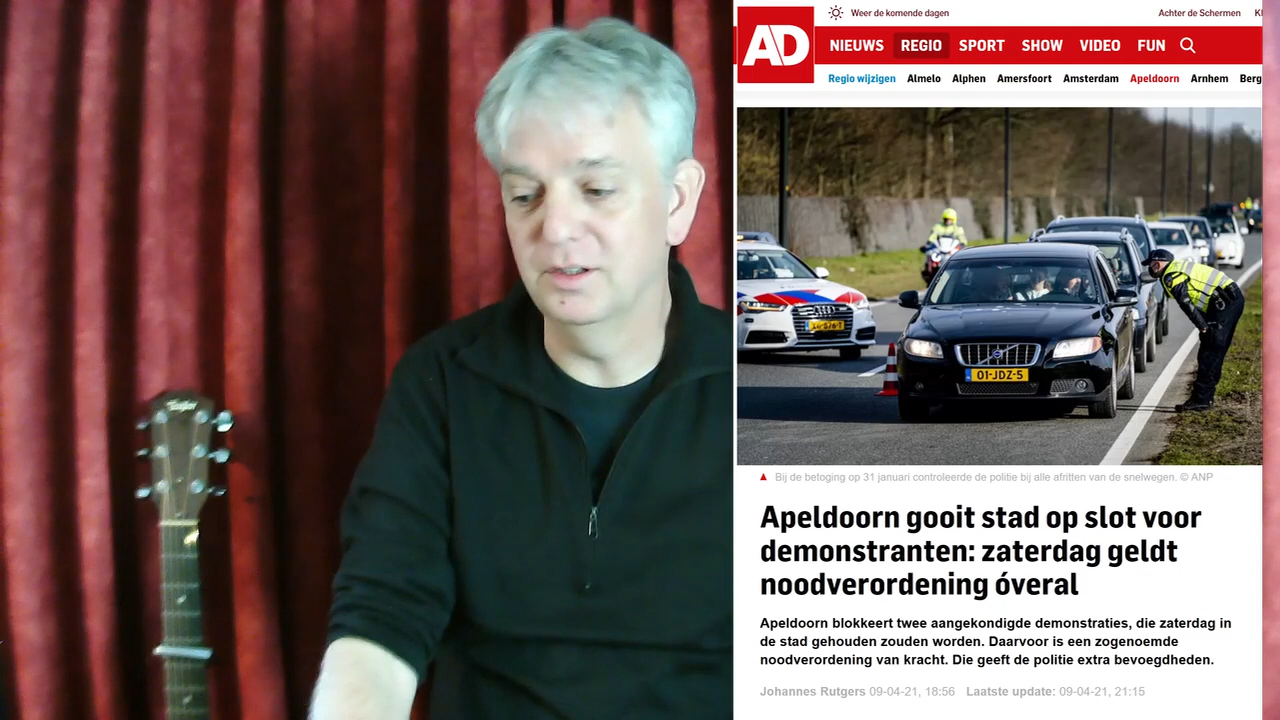 Taylor
AD
Weer de komende dagen
Achter de Schermen
NIEUWS REGIO SPORT SHOW VIDEO FUN
Regio wijzigen Almelo Alphen Amersfoort Amsterdam Apeldoorn Arnhem Berg
01-JDZ-5
Bij de betoging op 31 januari controleerde de politie bij alle afritten van de snelwegen. © ANP
Apeldoorn gooit stad op slot voor
demonstranten: zaterdag geldt
noodverordening óveral
Apeldoorn blokkeert twee aangekondigde demonstraties, die zaterdag in
de stad gehouden zouden worden. Daarvoor is een zogenoemde
noodverordening van kracht. Die geeft de politie extra bevoegdheden.
Johannes Rutgers 09-04-21, 18:56 Laatste update: 09-04-21, 21:15